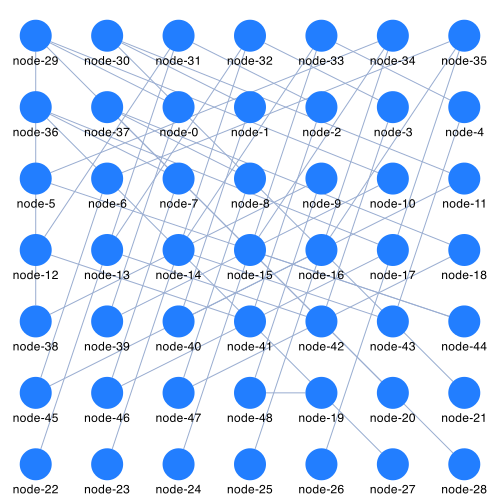 node-29 node-30 node-31 node-32 node-33 node-34 node-35
node-36 node-37 node-0 node-1 node-2 node-3 node-4
node-5 node-6 node-7 node-8 node-9 node-10 node-11
node-12 node-13 node-14 node-15 node-16 node-17 node-18
node-38 node-39 node-40 node-41 node-42 node-43 node-44
node-45 node-46 node-47 node-48 node-19 node-20 node-21
node-22 node-23 node-24 node-25 node-26 node-27 node-28